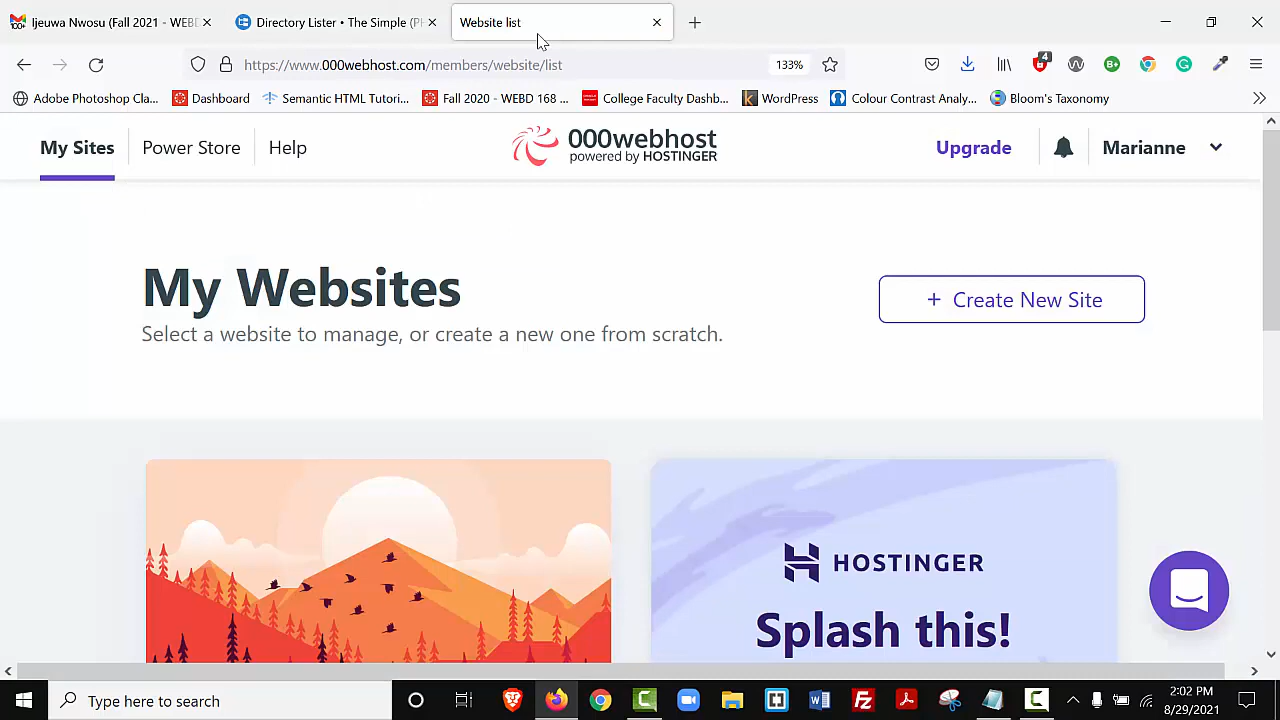 Ijeuwa Nwosu (Fall 2021 - WEBD
Directory Lister • The Simple (P
Website list
https://www.000webhost.com/members/website/list
133%
4
Adobe Photoshop Cla...
Dashboard
Semantic HTML Tutori...
Fall 2020 - WEBD 168 ...
College Faculty Dashb...
WordPress
Colour Contrast Analy...
Bloom's Taxonomy
My Sites
Power Store
Help
000webhost
powered by HOSTINGER
Upgrade
Marianne
My Websites
Select a website to manage, or create a new one from scratch.
+ Create New Site
HOSTINGER
Splash this!
Type here to search
2:02 PM
8/29/2021